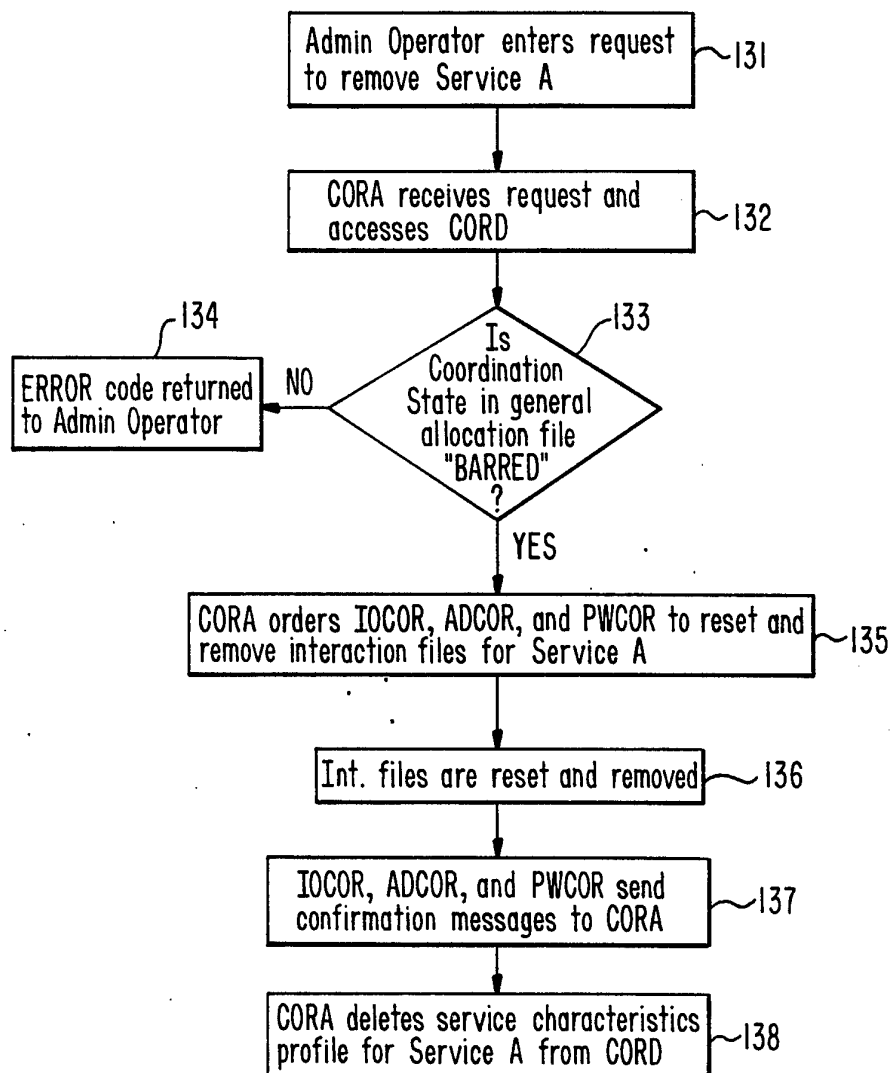 Admin Operator enters request
to remove Service A
131
CORA receives request and
accesses CORD
132
133
Is
Coordination
State in general
allocation file
"BARRED"
?
134
ERROR code returned
to Admin Operator
NO
YES
CORA orders IOCOR, ADCOR, and PWCOR to reset and
remove interaction files for Service A
135
Int. files are reset and removed
136
IOCOR, ADCOR, and PWCOR send
confirmation messages to CORA
137
CORA deletes service characteristics
profile for Service A from CORD
138